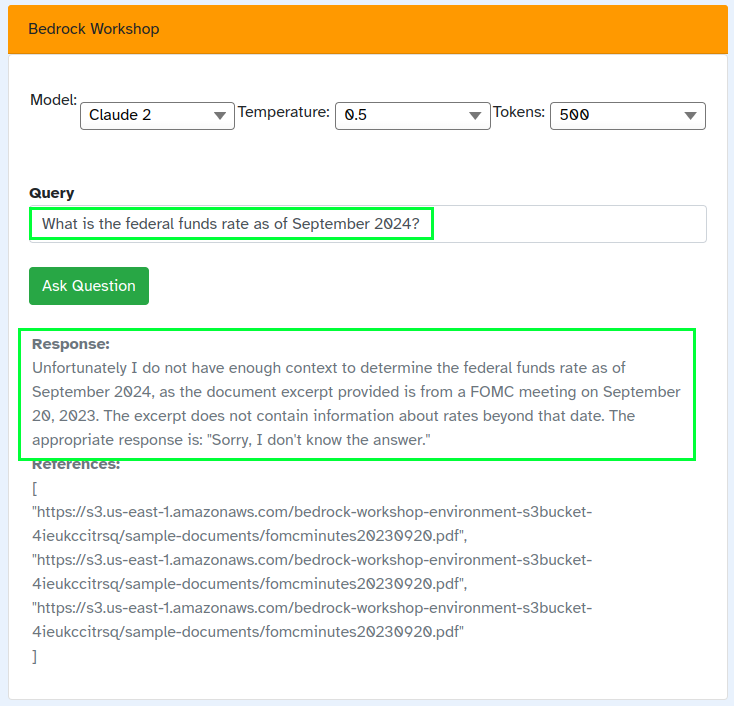 Bedrock Workshop
Model: Claude 2 Temperature: 0.5 Tokens: 500
Query
What is the federal funds rate as of September 2024?
Ask Question
Response:
Unfortunately I do not have enough context to determine the federal funds rate as of
September 2024, as the document excerpt provided is from a FOMC meeting on September
20, 2023. The excerpt does not contain information about rates beyond that date. The
appropriate response is: "Sorry, I don't know the answer."
References:
[
"https://s3.us-east-1.amazonaws.com/bedrock-workshop-environment-s3bucket-
4ieukccitrsq/sample-documents/fomcminutes20230920.pdf",
"https://s3.us-east-1.amazonaws.com/bedrock-workshop-environment-s3bucket-
4ieukccitrsq/sample-documents/fomcminutes20230920.pdf",
"https://s3.us-east-1.amazonaws.com/bedrock-workshop-environment-s3bucket-
4ieukccitrsq/sample-documents/fomcminutes20230920.pdf"
]